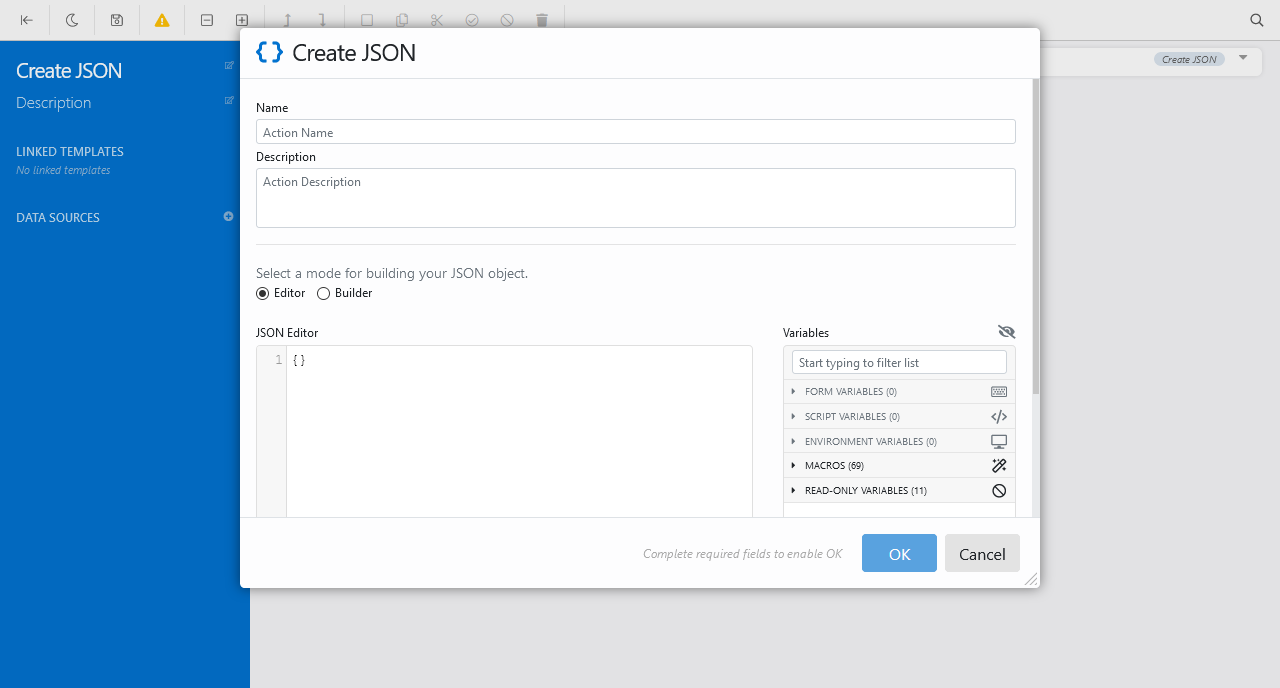 Create JSON
Description
LINKED TEMPLATES
No linked templates
DATA SOURCES
Create JSON
Create JSON
Name
Action Name
Description
Action Description
Select a mode for building your JSON object.
Editor Builder
JSON Editor
1 {}
Variables
Start typing to filter list
FORM VARIABLES (0)
SCRIPT VARIABLES (0)
ENVIRONMENT VARIABLES (0)
MACROS (69)
READ-ONLY VARIABLES (11)
Complete required fields to enable OK
OK
Cancel